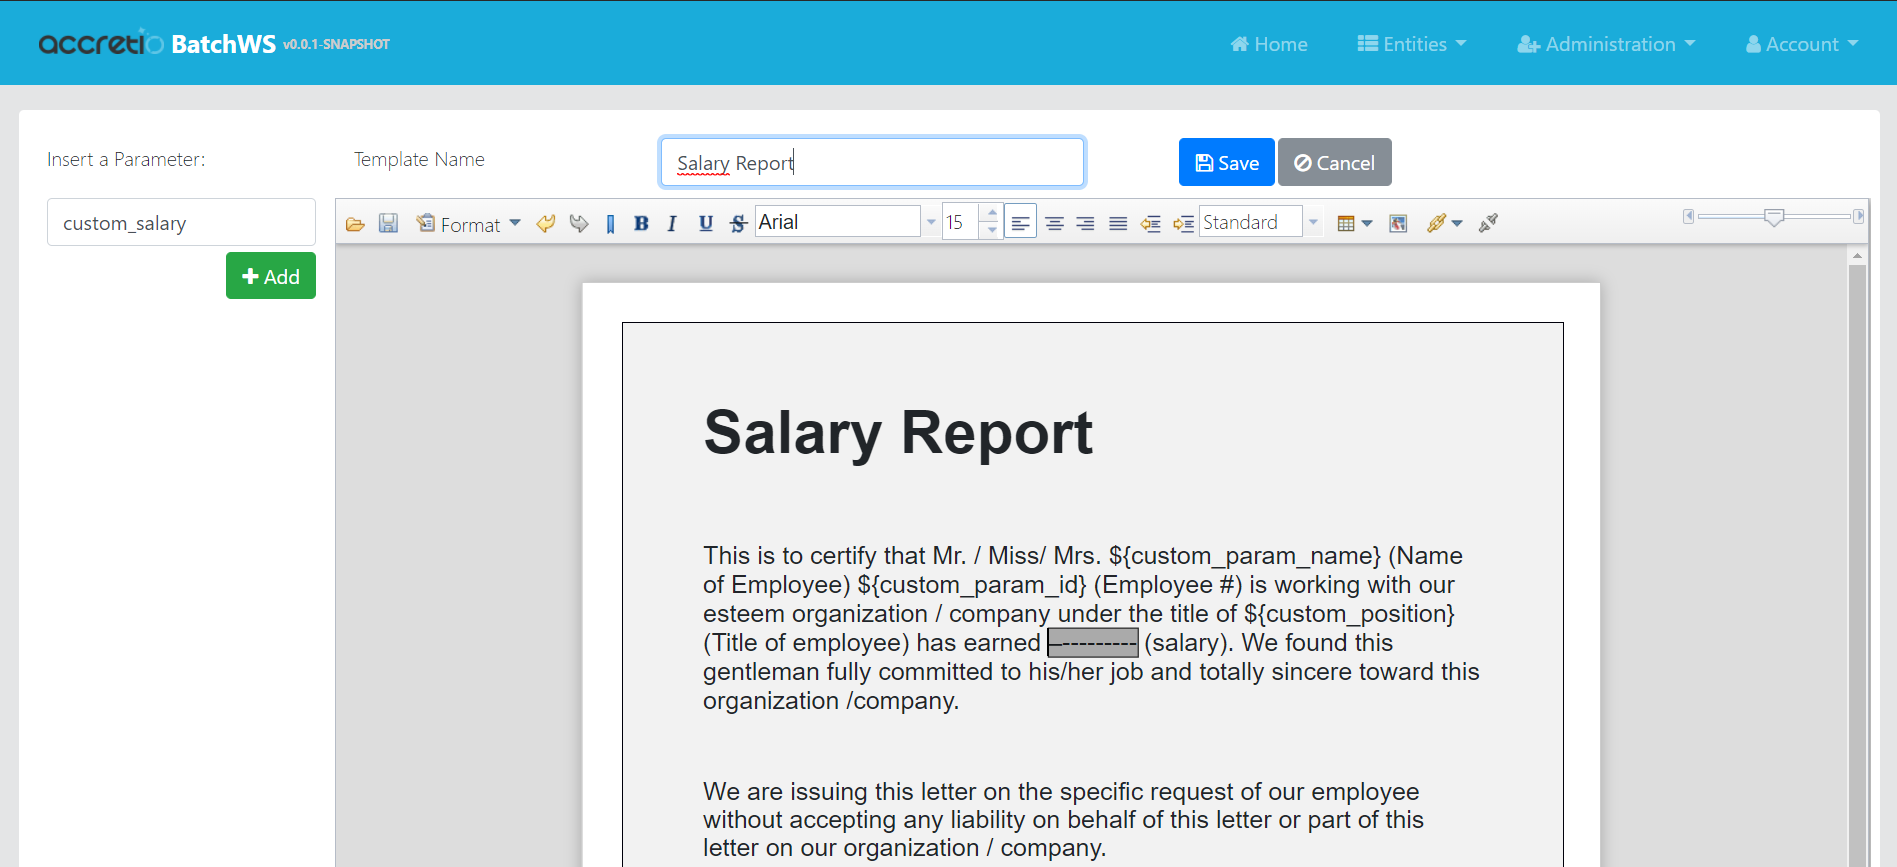 accretio BatchWS v0.0.1-SNAPSHOT Home Entities Administration Account
Insert a Parameter: Template Name Salary Report Save Cancel
custom_salary Format B I U S Arial 15 Standard
Add
Salary Report
This is to certify that Mr. / Miss/ Mrs. ${custom_param_name} (Name
of Employee) ${custom_param_id} (Employee #) is working with our
esteem organization / company under the title of ${custom_position}
(Title of employee) has earned ---------- (salary). We found this
gentleman fully committed to his/her job and totally sincere toward this
organization /company.
We are issuing this letter on the specific request of our employee
without accepting any liability on behalf of this letter or part of this
letter on our organization / company.